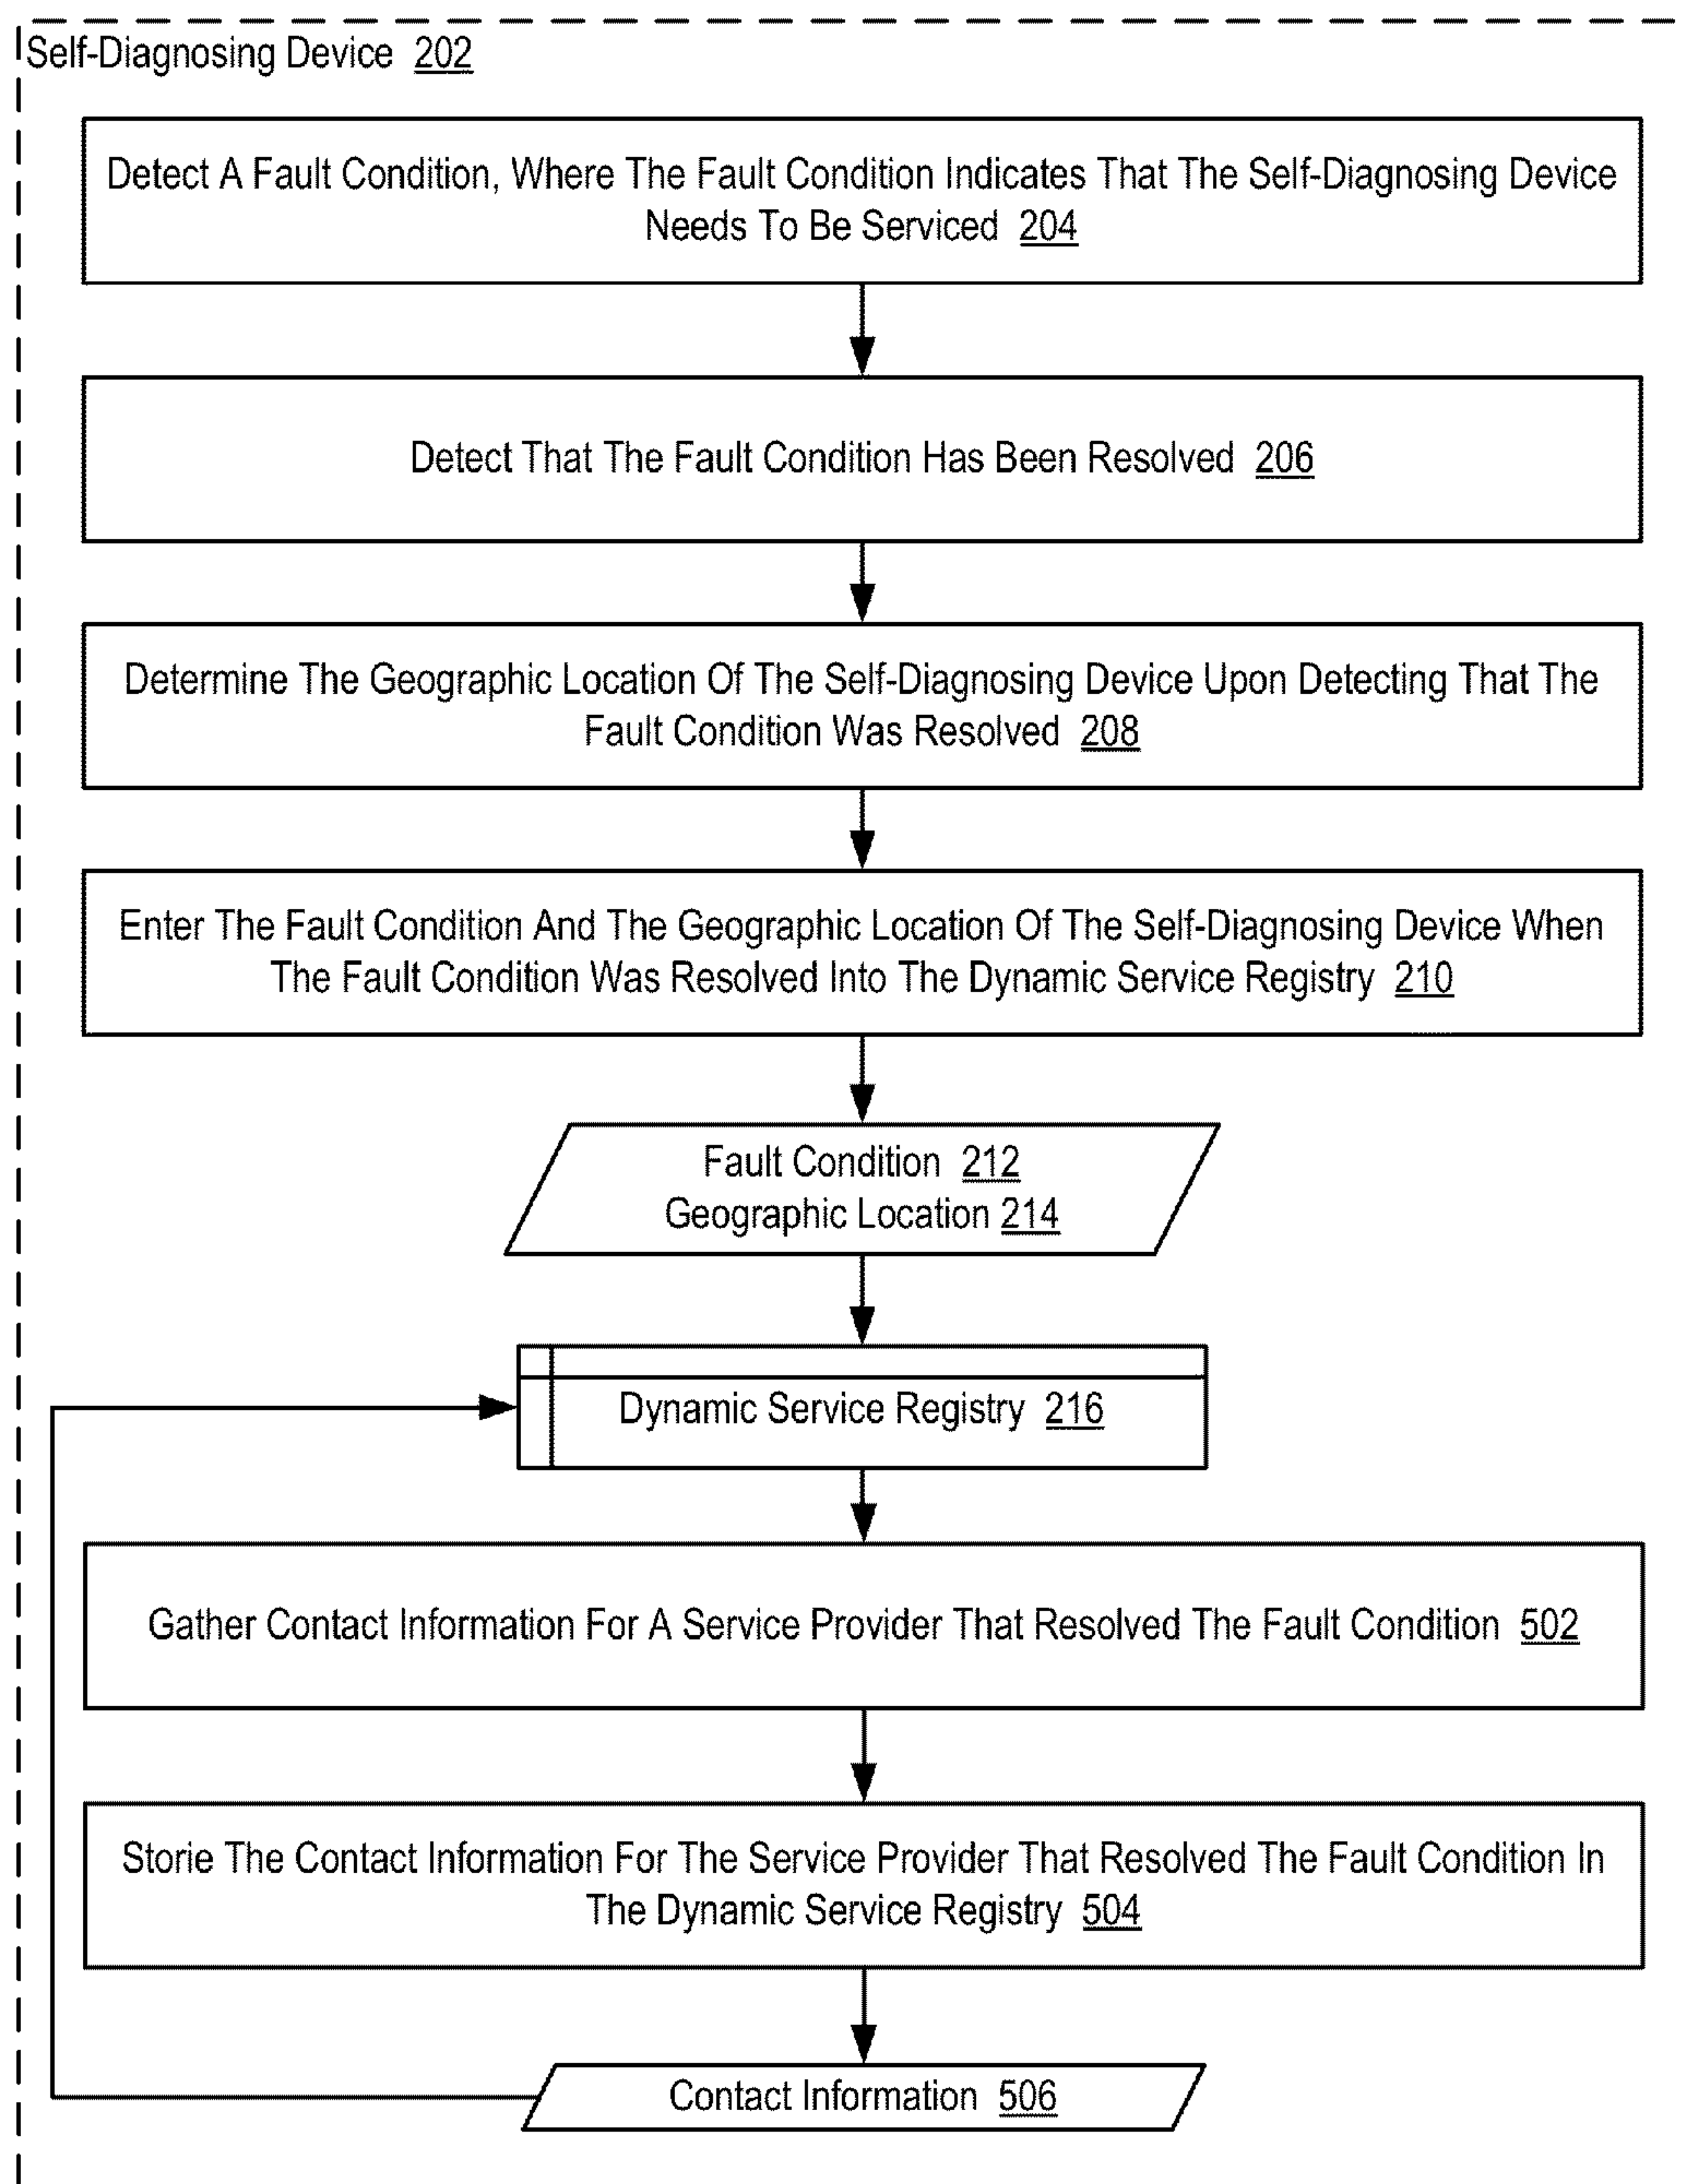 Self-Diagnosing Device 202
Detect A Fault Condition, Where The Fault Condition Indicates That The Self-Diagnosing Device
Needs To Be Serviced 204
Detect That The Fault Condition Has Been Resolved 206
Determine The Geographic Location Of The Self-Diagnosing Device Upon Detecting That The
Fault Condition Was Resolved 208
Enter The Fault Condition And The Geographic Location Of The Self-Diagnosing Device When
The Fault Condition Was Resolved Into The Dynamic Service Registry 210
Fault Condition 212
Geographic Location 214
Dynamic Service Registry 216
Gather Contact Information For A Service Provider That Resolved The Fault Condition 502
Storie The Contact Information For The Service Provider That Resolved The Fault Condition In
The Dynamic Service Registry 504
Contact Information 506